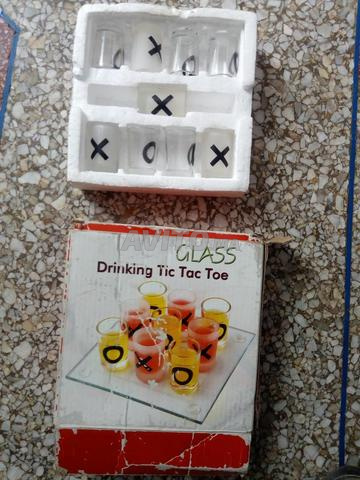 O X O O
X
X O O X
GLASS
Drinking Tic Tac Toe
X
O X X
O X O